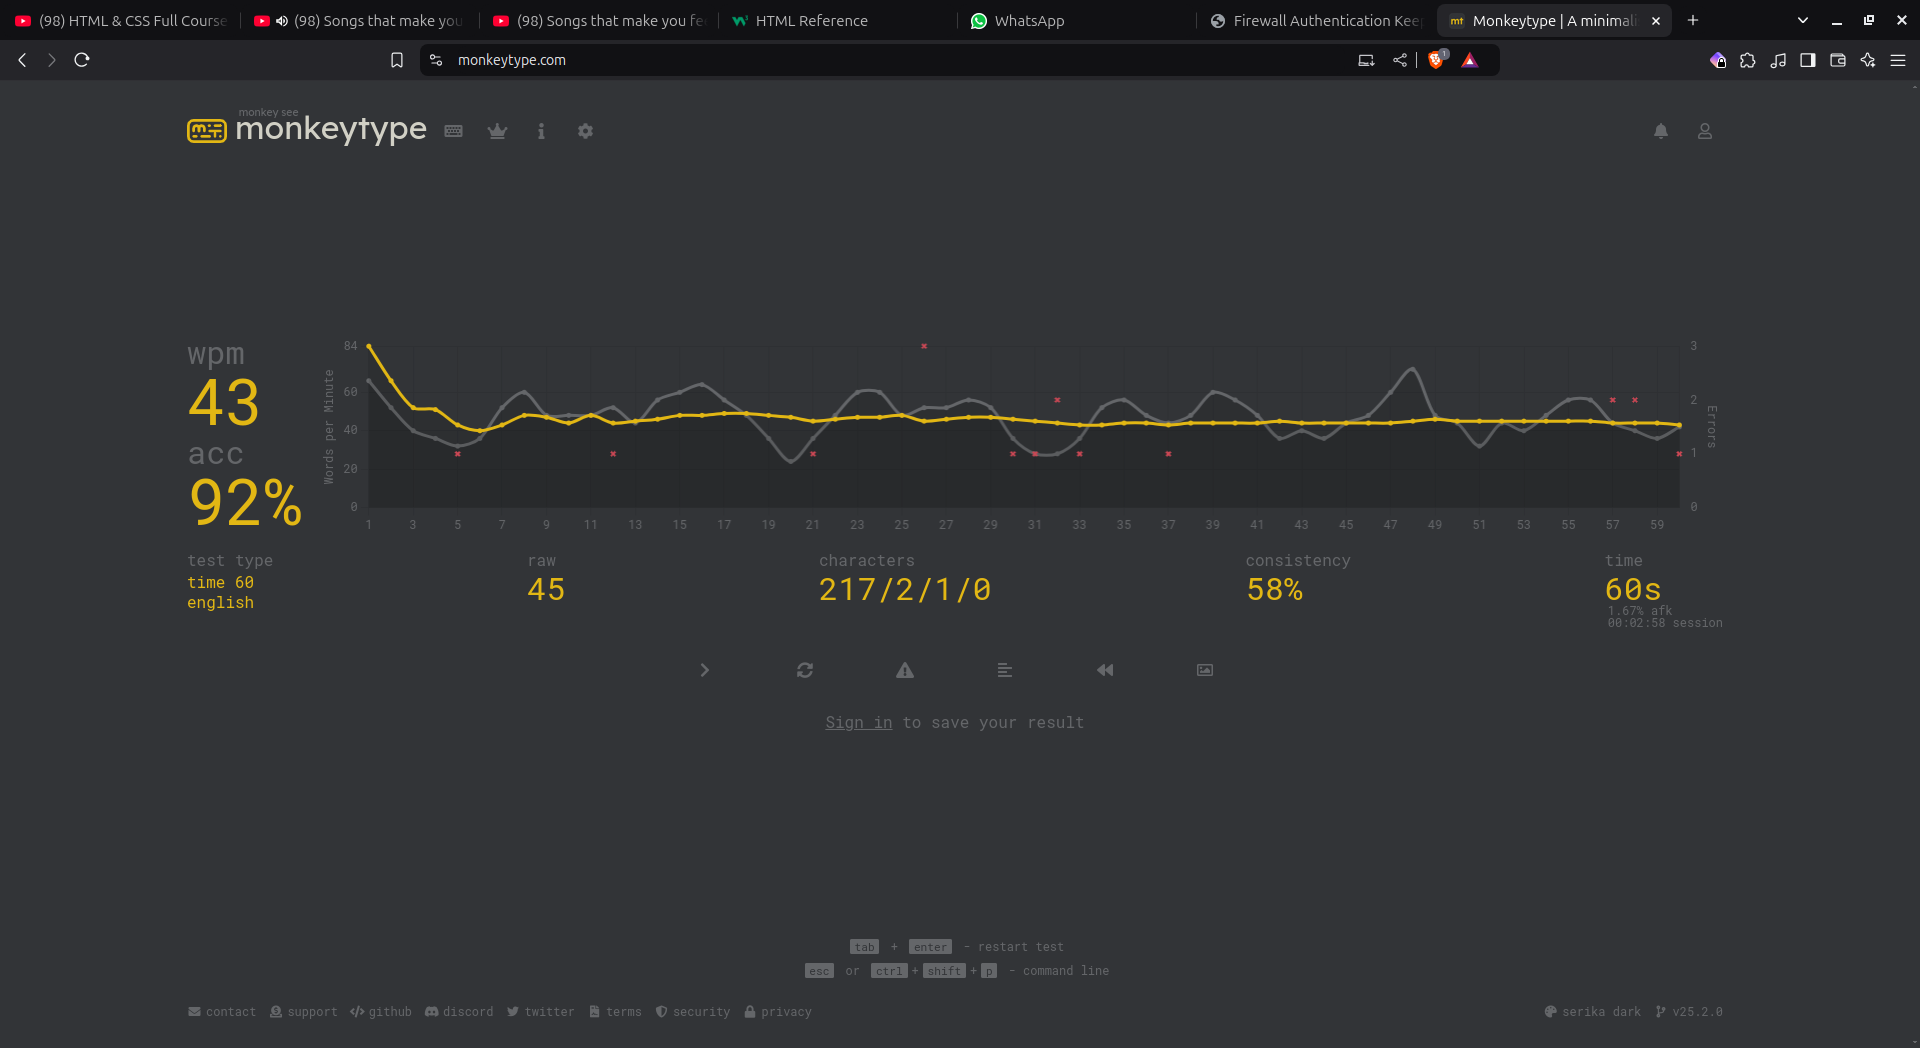 (98) HTML & CSS Full Course
(98) Songs that make you
(98) Songs that make you fe
HTML Reference
WhatsApp
Firewall Authentication Kee
Monkeytype | A minimali
monkeytype.com
1
monkey see
monkeytype
wpm
43
acc
92%
Words per Minute
84
60
40
20
0
3
2
1
0
Errors
1 3 5 7 9 11 13 15 17 19 21 23 25 27 29 31 33 35 37 39 41 43 45 47 49 51 53 55 57 59
test type
time 60
english
raw
45
characters
217/2/1/0
consistency
58%
time
60s
1.67% afk
00:02:58 session
Sign in to save your result
tab + enter - restart test
esc or ctrl + shift + p - command line
contact support github discord twitter terms security privacy
serika dark v25.2.0